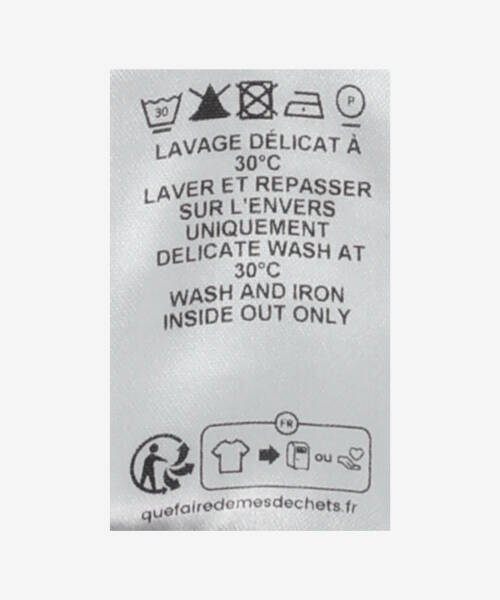 30 P
LAVAGE DÉLICAT À
30°C
LAVER ET REPASSER
SUR L'ENVERS
UNIQUEMENT
DELICATE WASH AT
30°C
WASH AND IRON
INSIDE OUT ONLY
FR
OU
quefairedemesdechets.fr